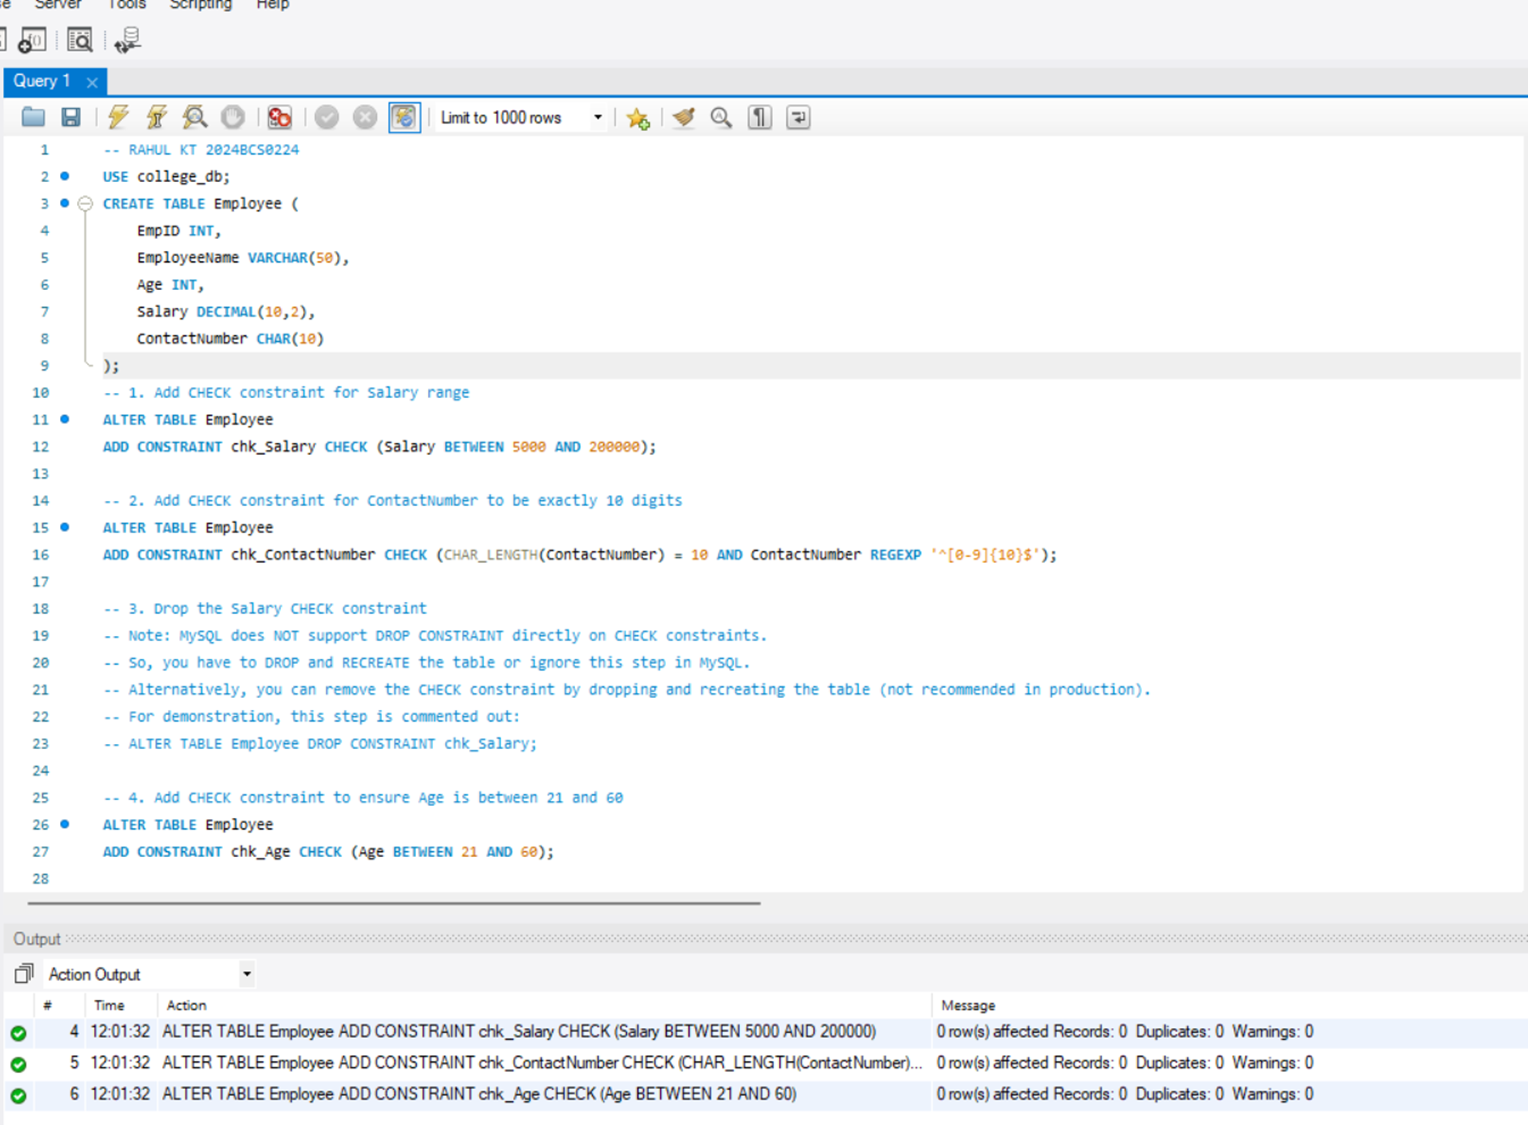 Server Tools Scripting Help
Query 1
Limit to 1000 rows
1 -- RAHUL KT 2024BCS0224
2 USE college_db;
3 CREATE TABLE Employee (
4 EmpID INT,
5 EmployeeName VARCHAR(50),
6 Age INT,
7 Salary DECIMAL(10,2),
8 ContactNumber CHAR(10)
9 );
10 -- 1. Add CHECK constraint for Salary range
11 ALTER TABLE Employee
12 ADD CONSTRAINT chk_Salary CHECK (Salary BETWEEN 5000 AND 200000);
13
14 -- 2. Add CHECK constraint for ContactNumber to be exactly 10 digits
15 ALTER TABLE Employee
16 ADD CONSTRAINT chk_ContactNumber CHECK (CHAR_LENGTH(ContactNumber) = 10 AND ContactNumber REGEXP '^[0-9]{10}$');
17
18 -- 3. Drop the Salary CHECK constraint
19 -- Note: MySQL does NOT support DROP CONSTRAINT directly on CHECK constraints.
20 -- So, you have to DROP and RECREATE the table or ignore this step in MySQL.
21 -- Alternatively, you can remove the CHECK constraint by dropping and recreating the table (not recommended in production).
22 -- For demonstration, this step is commented out:
23 -- ALTER TABLE Employee DROP CONSTRAINT chk_Salary;
24
25 -- 4. Add CHECK constraint to ensure Age is between 21 and 60
26 ALTER TABLE Employee
27 ADD CONSTRAINT chk_Age CHECK (Age BETWEEN 21 AND 60);
28
Output
Action Output
# Time Action Message
4 12:01:32 ALTER TABLE Employee ADD CONSTRAINT chk_Salary CHECK (Salary BETWEEN 5000 AND 200000) 0 row(s) affected Records: 0 Duplicates: 0 Warnings: 0
5 12:01:32 ALTER TABLE Employee ADD CONSTRAINT chk_ContactNumber CHECK (CHAR_LENGTH(ContactNumber)... 0 row(s) affected Records: 0 Duplicates: 0 Warnings: 0
6 12:01:32 ALTER TABLE Employee ADD CONSTRAINT chk_Age CHECK (Age BETWEEN 21 AND 60) 0 row(s) affected Records: 0 Duplicates: 0 Warnings: 0